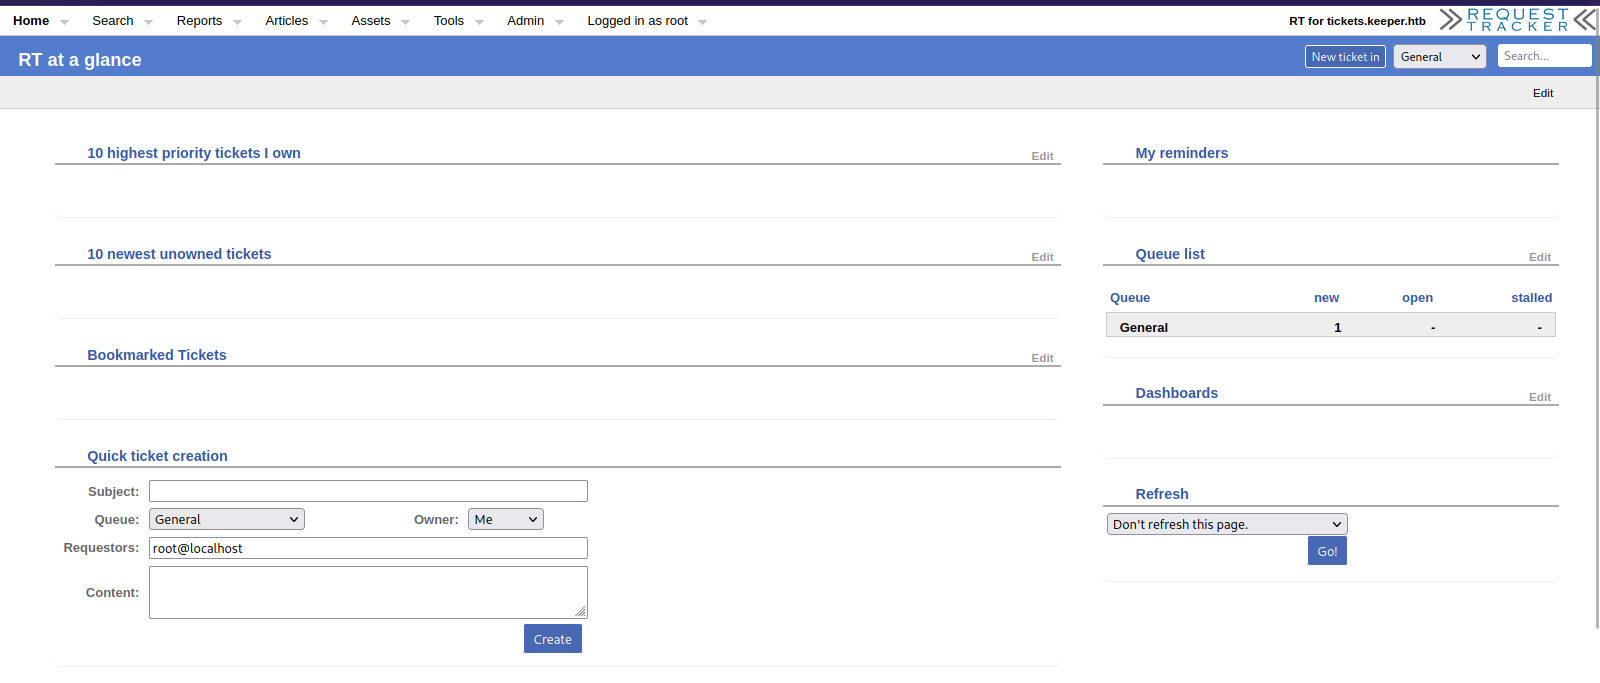 Home Search Reports Articles Assets Tools Admin Logged in as root RT for tickets.keeper.htb REQUEST TRACKER
RT at a glance New ticket in General Search...
Edit
10 highest priority tickets I own Edit
My reminders
10 newest unowned tickets Edit
Queue list Edit
Queue new open stalled
General 1 - -
Bookmarked Tickets Edit
Dashboards Edit
Quick ticket creation
Subject:
Queue: General Owner: Me
Requestors: root@localhost
Content:
Create
Refresh
Don't refresh this page.
Go!